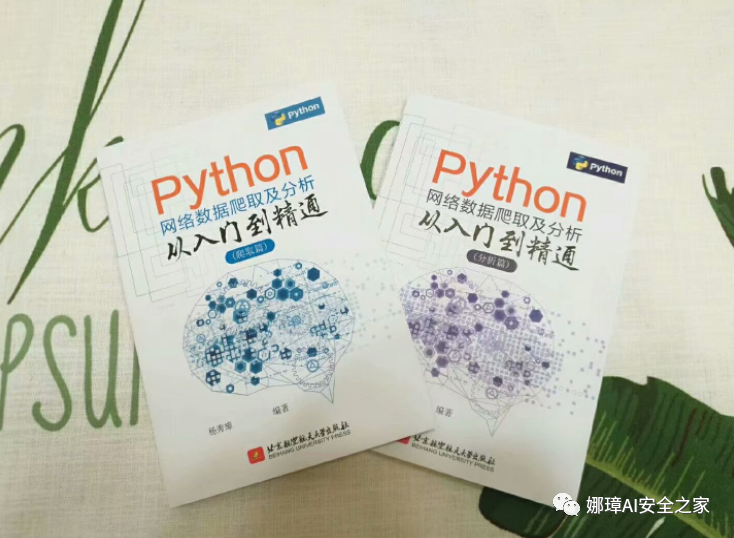 PSUM
Python
Python
网络数据爬取及分析
从入门到精通
(爬取篇)
杨秀璋 编著
北京航空航天大学出版社
BEIHANG UNIVERSITY PRESS
Python
Python
网络数据爬取及分析
从入门到精通
(分析篇)
编著
北京航空航天大学出版社
BEIHANG UNIVERSITY PRESS
娜璋AI安全之家